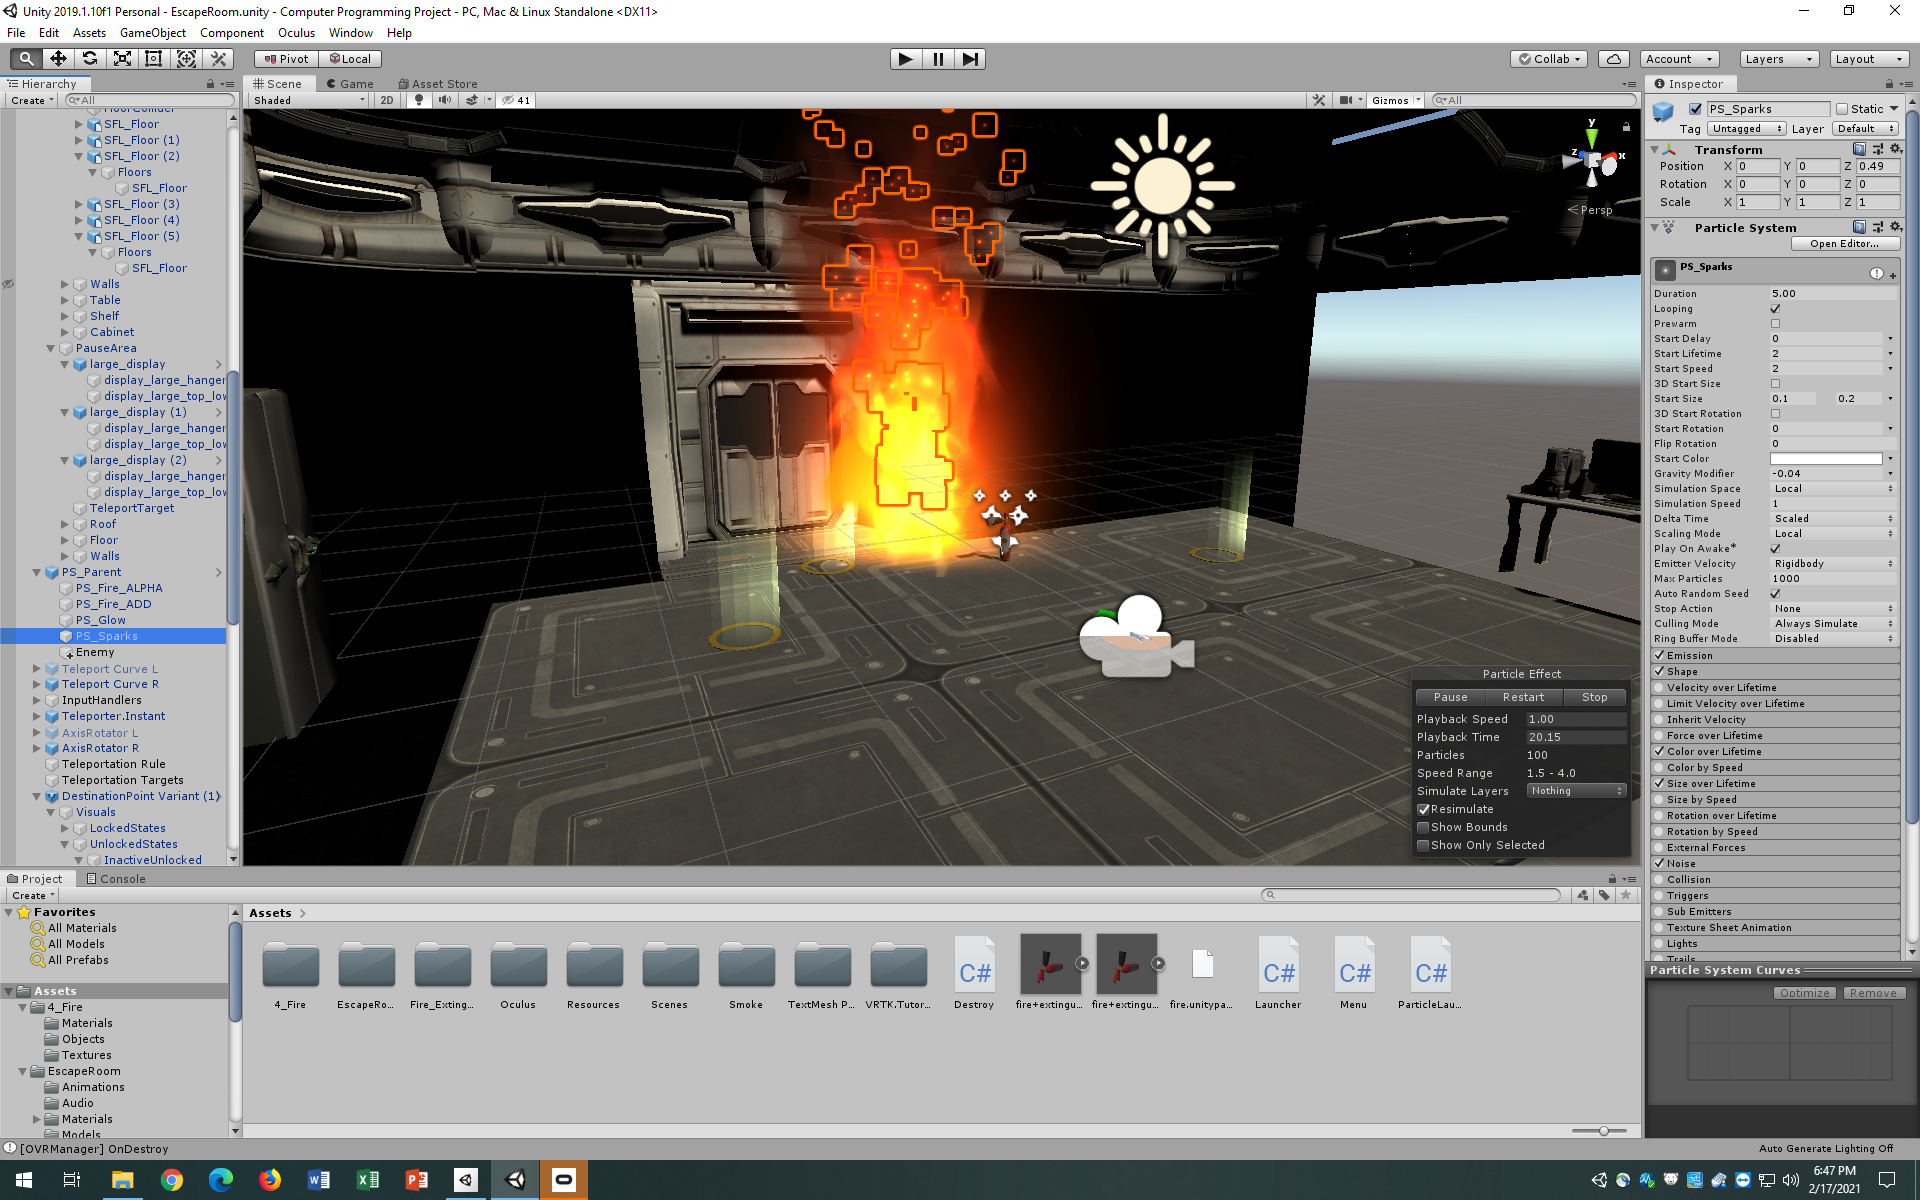 Unity 2019.1.10f1 Personal - EscapeRoom.unity - Computer Programming Project - PC, Mac & Linux Standalone <DX11>
File Edit Assets GameObject Component Oculus Window Help
Pivot Local
Collab Account Layers Layout
Hierarchy
Create All
SFL_Floor
SFL_Floor (1)
SFL_Floor (2)
Floors
SFL_Floor
SFL_Floor (3)
SFL_Floor (4)
SFL_Floor (5)
Floors
SFL_Floor
Walls
Table
Shelf
Cabinet
PauseArea
large_display
display_large_hanger
display_large_top_lov
large_display (1)
display_large_hanger
display_large_top_lov
large_display (2)
display_large_hanger
display_large_top_lov
TeleportTarget
Roof
Floor
Walls
PS_Parent
PS_Fire_ALPHA
PS_Fire_ADD
PS_Glow
PS_Sparks
Enemy
Teleport Curve L
Teleport Curve R
InputHandlers
Teleporter.Instant
AxisRotator L
AxisRotator R
Teleportation Rule
Teleportation Targets
DestinationPoint Variant (1)
Visuals
LockedStates
UnlockedStates
InactiveUnlocked
Scene Game Asset Store
Shaded 2D 41 Gizmos All
y
z x
Persp
Particle Effect
Pause Restart Stop
Playback Speed 1.00
Playback Time 20.15
Particles 100
Speed Range 1.5 - 4.0
Simulate Layers Nothing
Resimulate
Show Bounds
Show Only Selected
Inspector
PS_Sparks Static
Tag Untagged Layer Default
Transform
Position X 0 Y 0 Z 0.49
Rotation X 0 Y 0 Z 0
Scale X 1 Y 1 Z 1
Particle System
Open Editor...
PS_Sparks
Duration 5.00
Looping
Prewarm
Start Delay 0
Start Lifetime 2
Start Speed 2
3D Start Size
Start Size 0.1 0.2
3D Start Rotation
Start Rotation 0
Flip Rotation 0
Start Color
Gravity Modifier -0.04
Simulation Space Local
Simulation Speed 1
Delta Time Scaled
Scaling Mode Local
Play On Awake*
Emitter Velocity Rigidbody
Max Particles 1000
Auto Random Seed
Stop Action None
Culling Mode Always Simulate
Ring Buffer Mode Disabled
Emission
Shape
Velocity over Lifetime
Limit Velocity over Lifetime
Inherit Velocity
Force over Lifetime
Color over Lifetime
Color by Speed
Size over Lifetime
Size by Speed
Rotation over Lifetime
Rotation by Speed
External Forces
Noise
Collision
Triggers
Sub Emitters
Texture Sheet Animation
Lights
Trails
Particle System Curves
Optimize Remove
Project Console
Create
Favorites
All Materials
All Models
All Prefabs
Assets
4_Fire
Materials
Objects
Textures
EscapeRoom
Animations
Audio
Materials
Models
Assets
C# C# C# C#
4_Fire EscapeRo... Fire_Exting... Oculus Resources Scenes Smoke TextMesh P... VRTK.Tutor... Destroy fire+extingu... fire+extingu... fire.unitypa... Launcher Menu ParticleLau...
[OVRManager] OnDestroy
Auto Generate Lighting Off
6:47 PM
2/17/2021